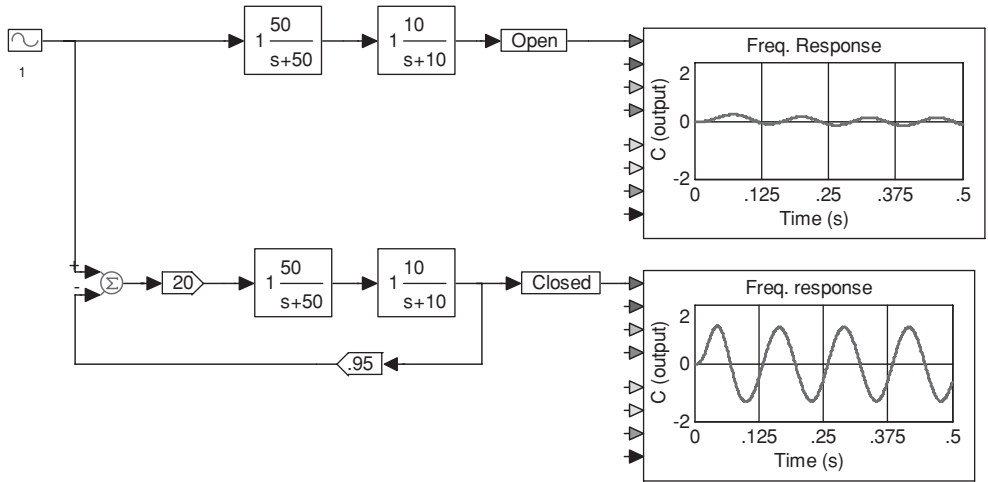 1
1 50
s+50
1 10
s+10
Open
Freq. Response
C (output)
2
0
-2
0 .125 .25 .375 .5
Time (s)
+
-
Σ
20
1 50
s+50
1 10
s+10
Closed
.95
Freq. response
C (output)
2
0
-2
0 .125 .25 .375 .5
Time (s)